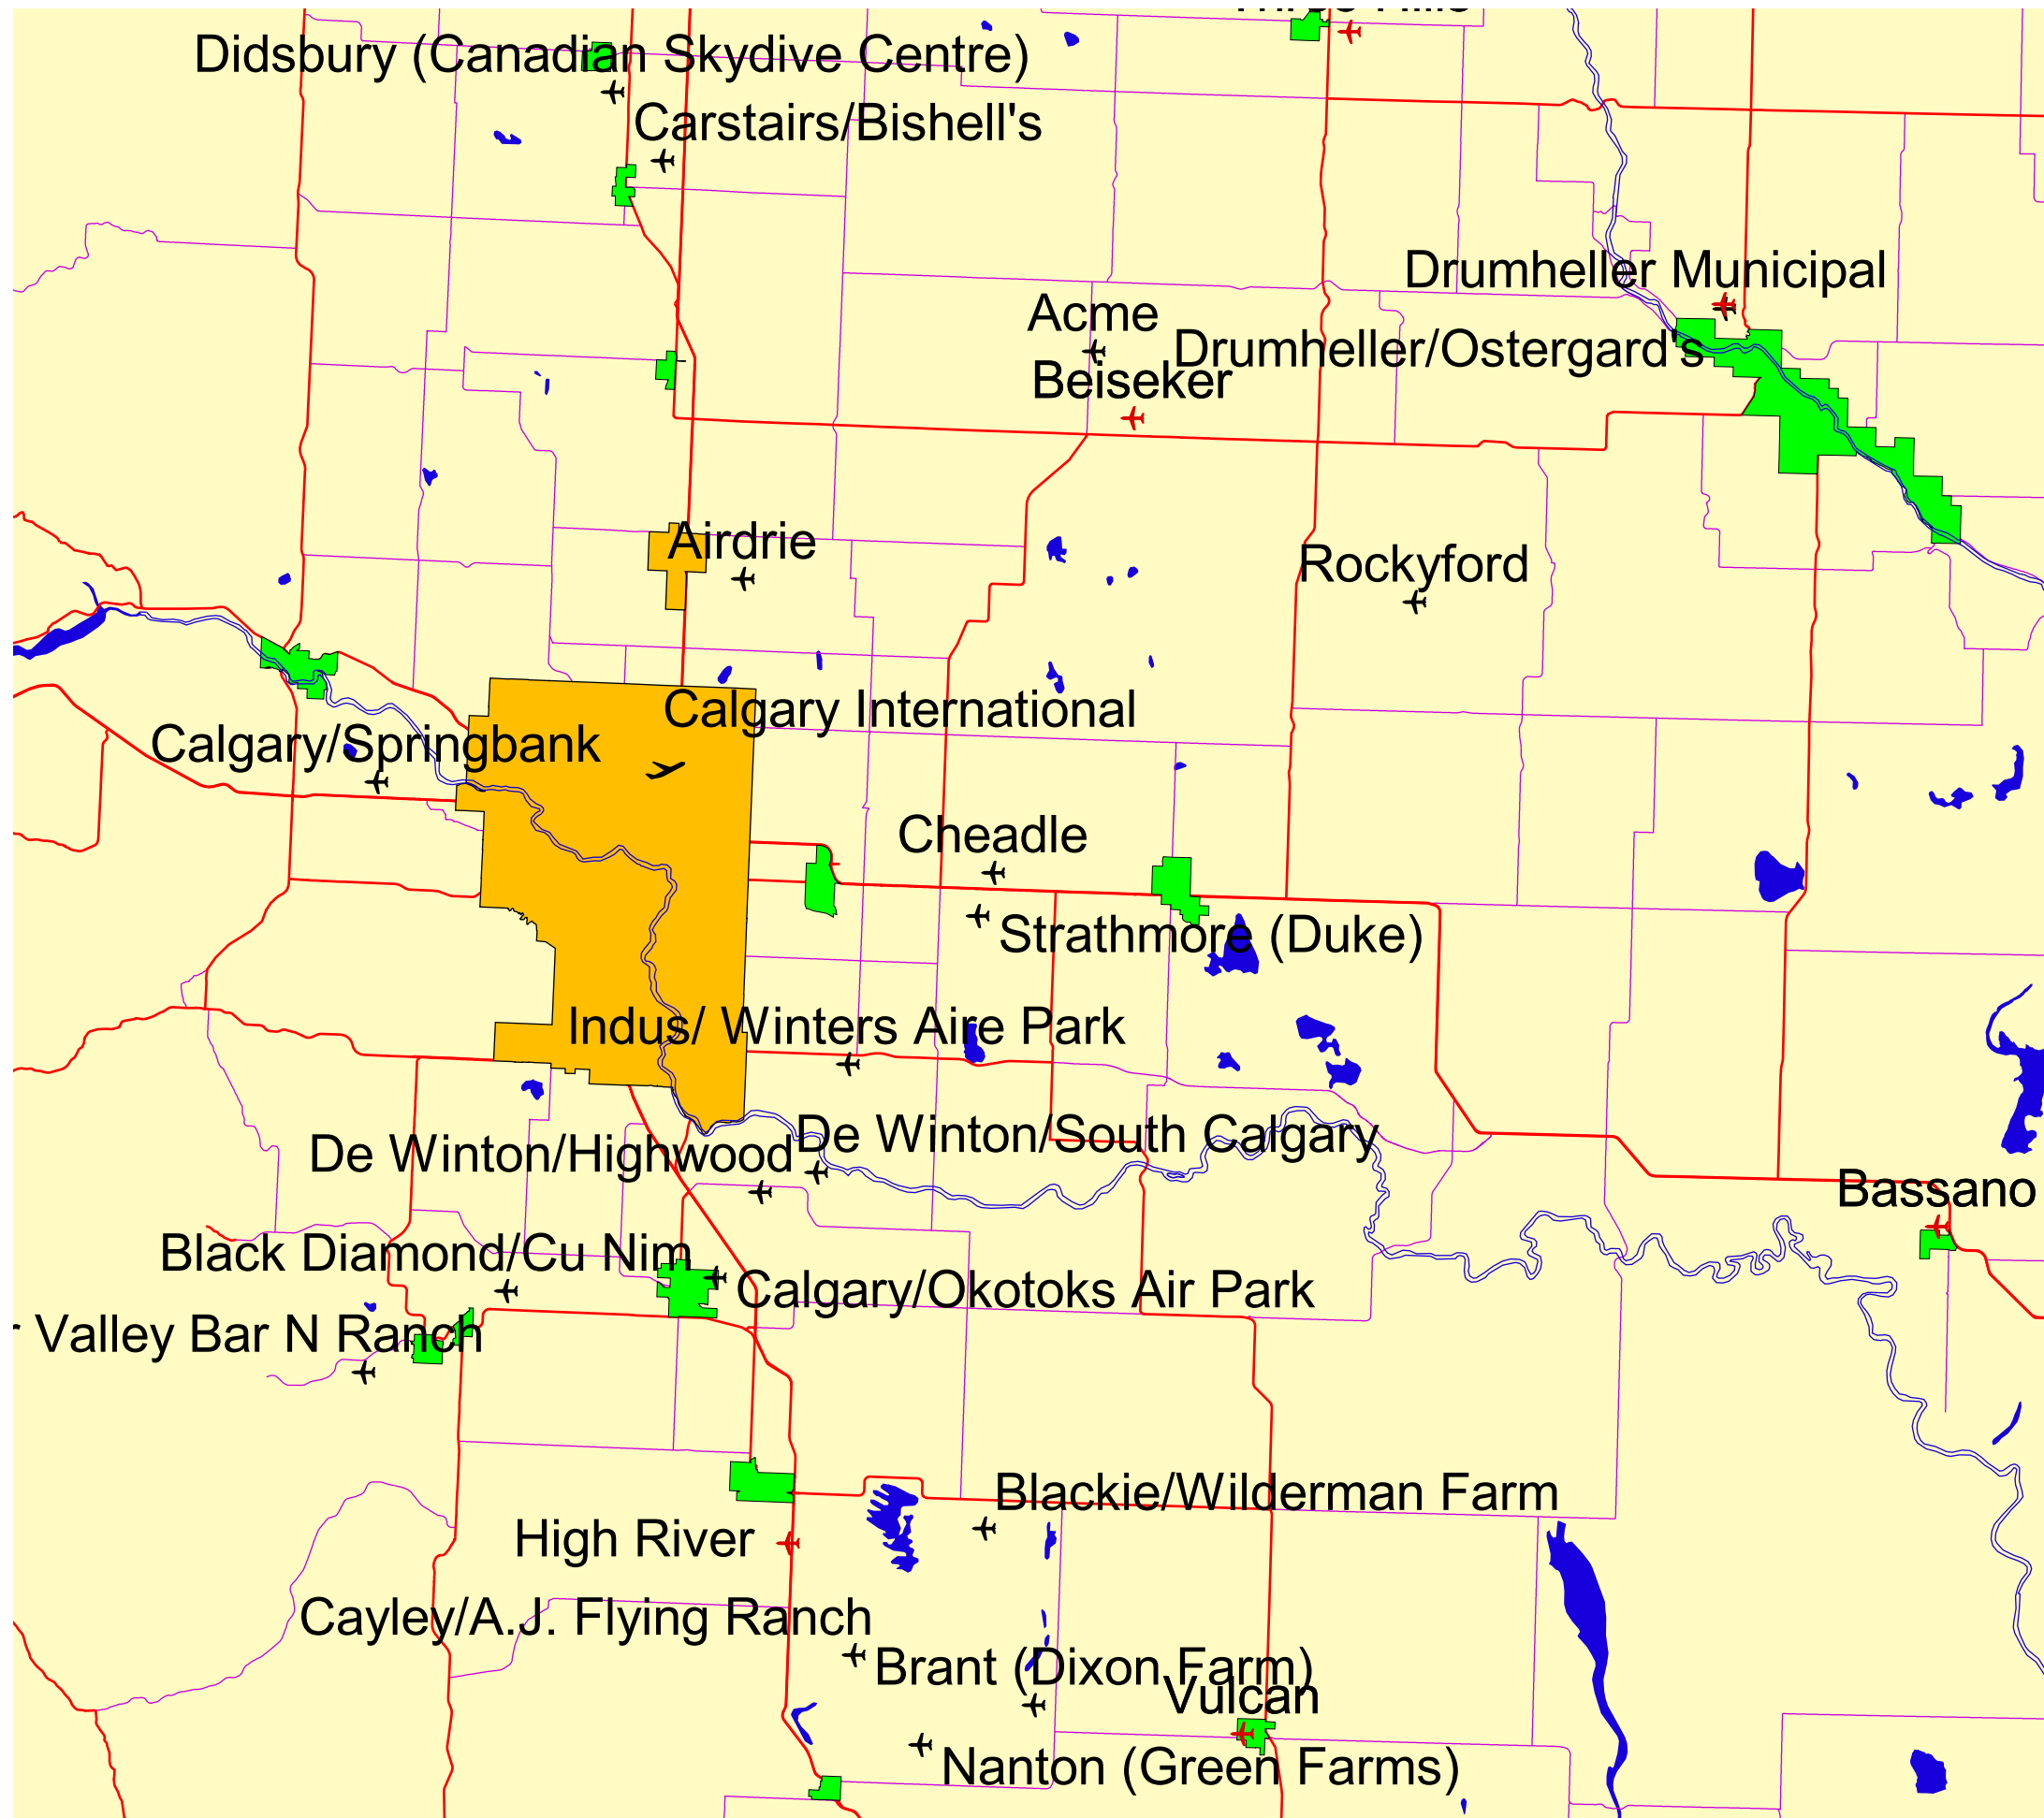 Didsbury (Canadian Skydive Centre)
Carstairs/Bishell's
Drumheller Municipal
Acme
Drumheller/Ostergard's
Beiseker
Airdrie
Rockyford
Calgary International
Calgary/Springbank
Cheadle
Strathmore (Duke)
Indus/ Winters Aire Park
De Winton/South Calgary
De Winton/Highwood
Bassano
Black Diamond/Cu Nim
Calgary/Okotoks Air Park
r Valley Bar N Ranch
Blackie/Wilderman Farm
High River
Cayley/A.J. Flying Ranch
Brant (Dixon Farm)
Vulcan
Nanton (Green Farms)